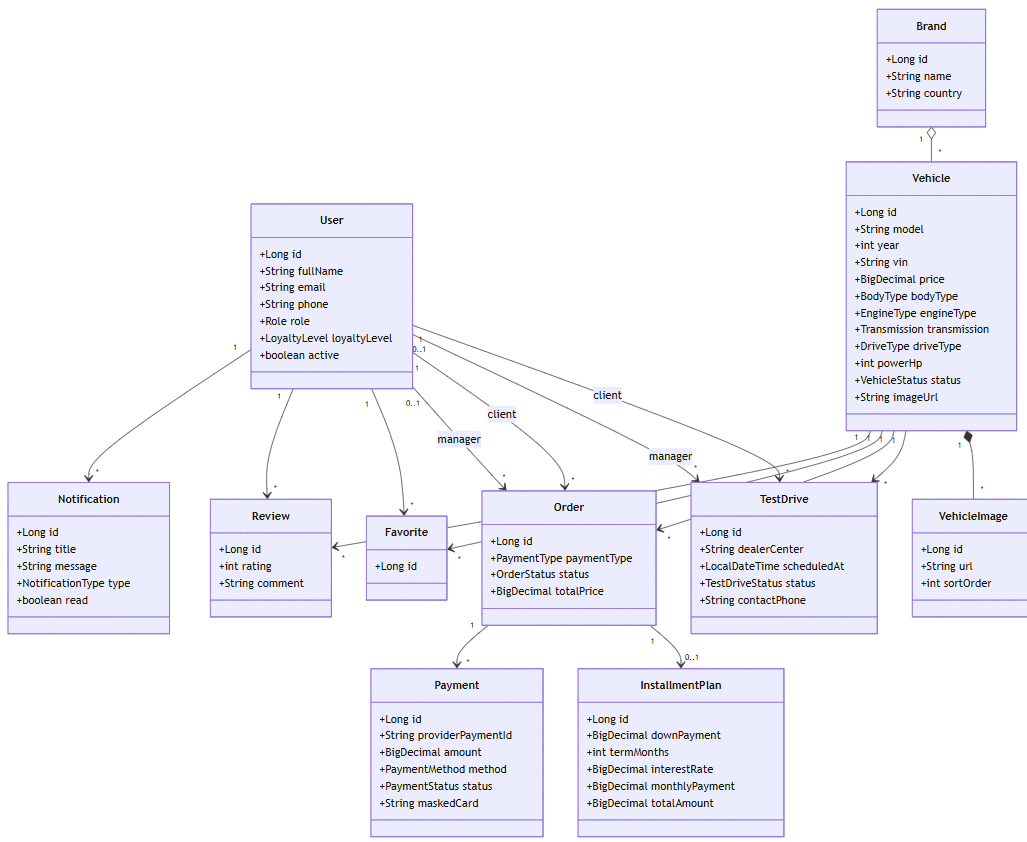 Brand
+Long id
+String name
+String country
1
*
Vehicle
+Long id
+String model
+int year
+String vin
+BigDecimal price
+BodyType bodyType
+EngineType engineType
+Transmission transmission
+DriveType driveType
+int powerHp
+VehicleStatus status
+String imageUrl
User
+Long id
+String fullName
+String email
+String phone
+Role role
+LoyaltyLevel loyaltyLevel
+boolean active
1
1
0..1
1
0..1
1
1
client
client
manager
manager
1
1
1
1
1
*
*
*
*
*
*
*
*
*
*
*
*
Notification
+Long id
+String title
+String message
+NotificationType type
+boolean read
Review
+Long id
+int rating
+String comment
Favorite
+Long id
Order
+Long id
+PaymentType paymentType
+OrderStatus status
+BigDecimal totalPrice
TestDrive
+Long id
+String dealerCenter
+LocalDateTime scheduledAt
+TestDriveStatus status
+String contactPhone
VehicleImage
+Long id
+String url
+int sortOrder
1
*
1
0..1
Payment
+Long id
+String providerPaymentId
+BigDecimal amount
+PaymentMethod method
+PaymentStatus status
+String maskedCard
InstallmentPlan
+Long id
+BigDecimal downPayment
+int termMonths
+BigDecimal interestRate
+BigDecimal monthlyPayment
+BigDecimal totalAmount